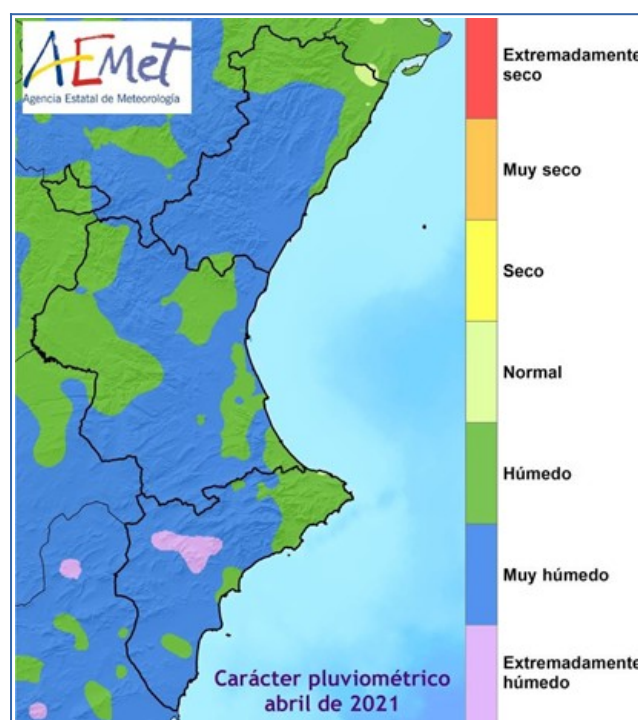 AEMet
Agencia Estatal de Meteorología
Extremadamente
seco
Muy seco
Seco
Normal
Húmedo
Muy húmedo
Extremadamente
húmedo
Carácter pluviométrico
abril de 2021